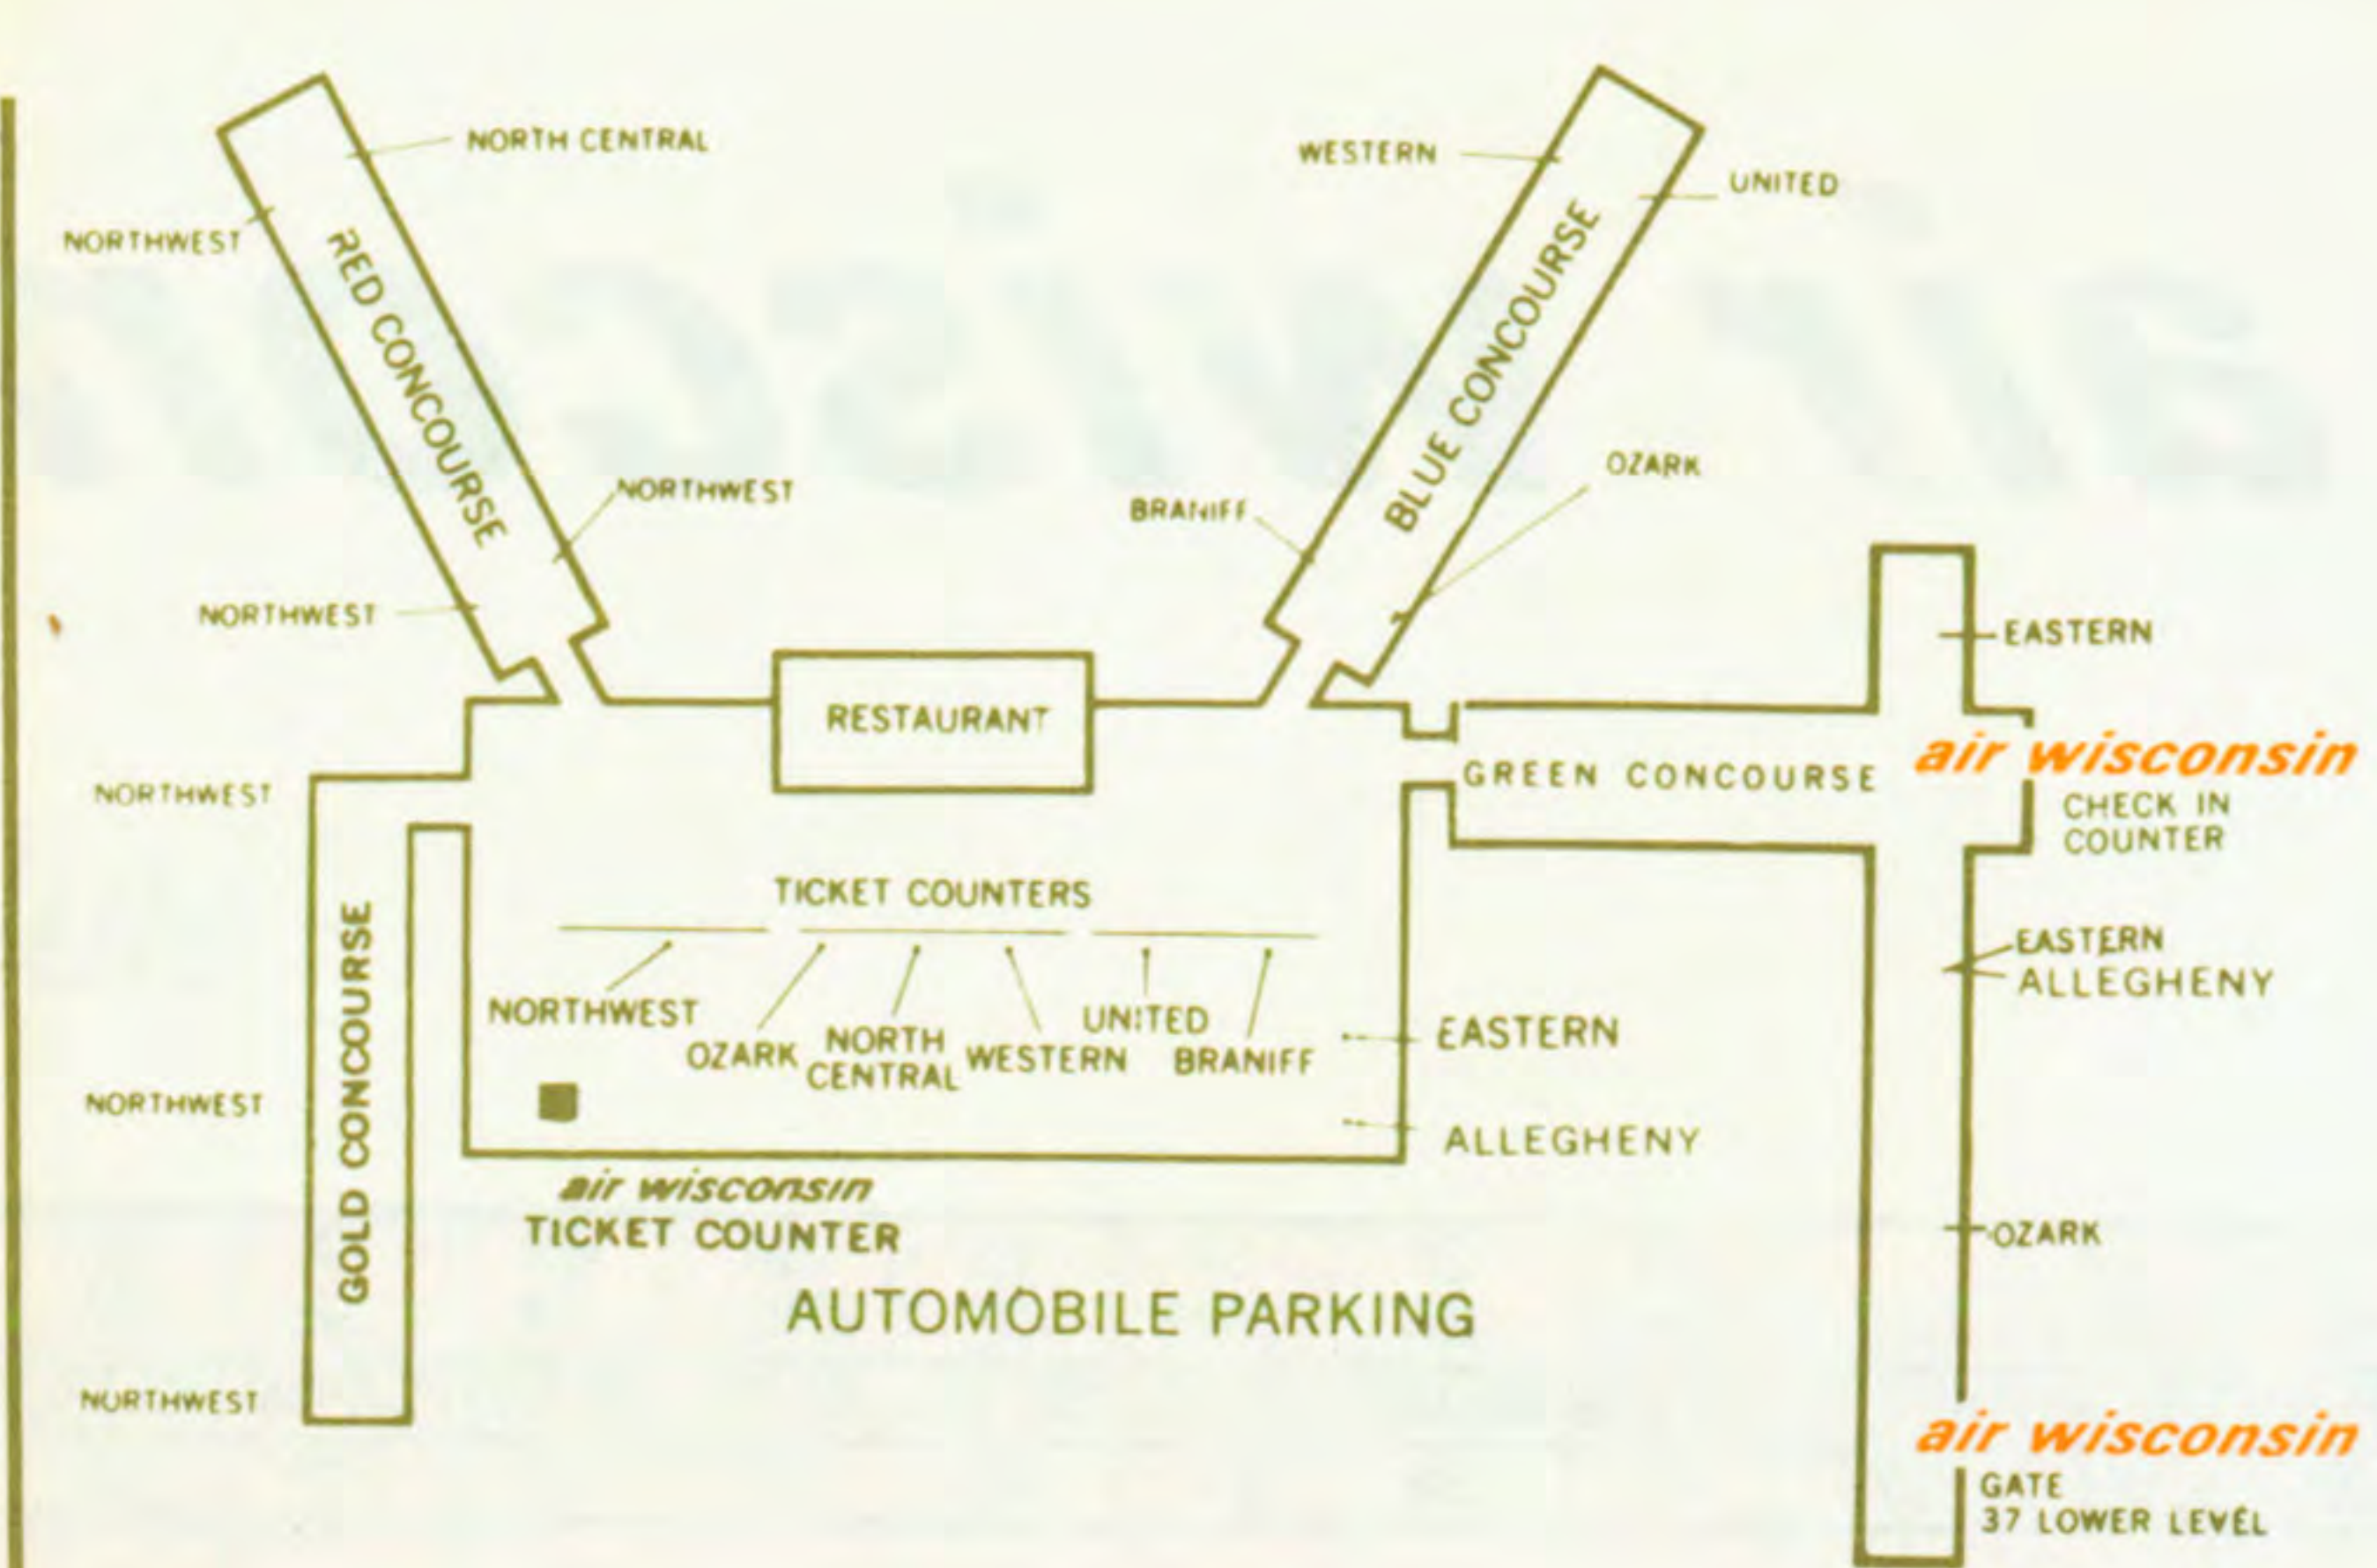 NORTH CENTRAL
NORTHWEST
RED CONCOURSE
NORTHWEST
NORTHWEST
WESTERN
UNITED
BLUE CONCOURSE
BRANIFF
OZARK
RESTAURANT
EASTERN
GREEN CONCOURSE
air wisconsin
CHECK IN
COUNTER
NORTHWEST
GOLD CONCOURSE
NORTHWEST
NORTHWEST
TICKET COUNTERS
NORTHWEST
OZARK
NORTH
CENTRAL
WESTERN
UNITED
BRANIFF
EASTERN
ALLEGHENY
EASTERN
ALLEGHENY
OZARK
air wisconsin
TICKET COUNTER
AUTOMOBILE PARKING
air wisconsin
GATE
37 LOWER LEVEL